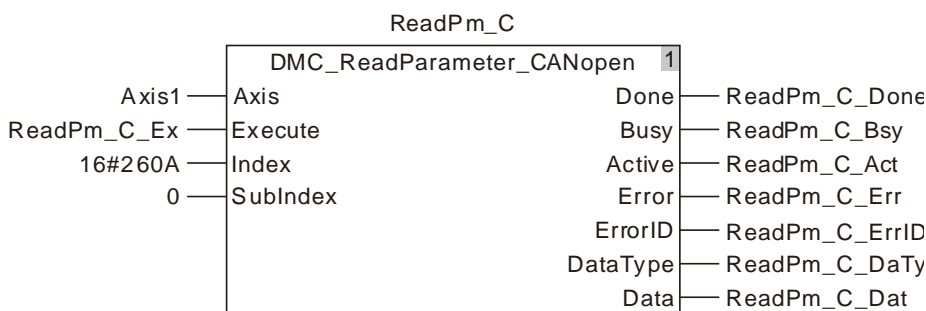 ReadPm_C
DMC_ReadParameter_CANopen 1
Axis1 Axis Done ReadPm_C_Done
ReadPm_C_Ex Execute Busy ReadPm_C_Bsy
16#260A Index Active ReadPm_C_Act
0 SubIndex Error ReadPm_C_Err
ErrorID ReadPm_C_ErrID
DataType ReadPm_C_DaTy
Data ReadPm_C_Dat